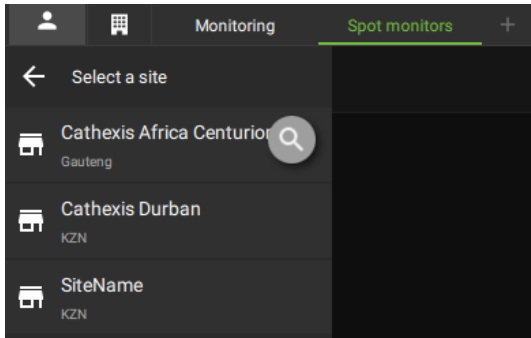 Monitoring
Spot monitors
Select a site
Cathexis Africa Centurion
Gauteng
Cathexis Durban
KZN
SiteName
KZN